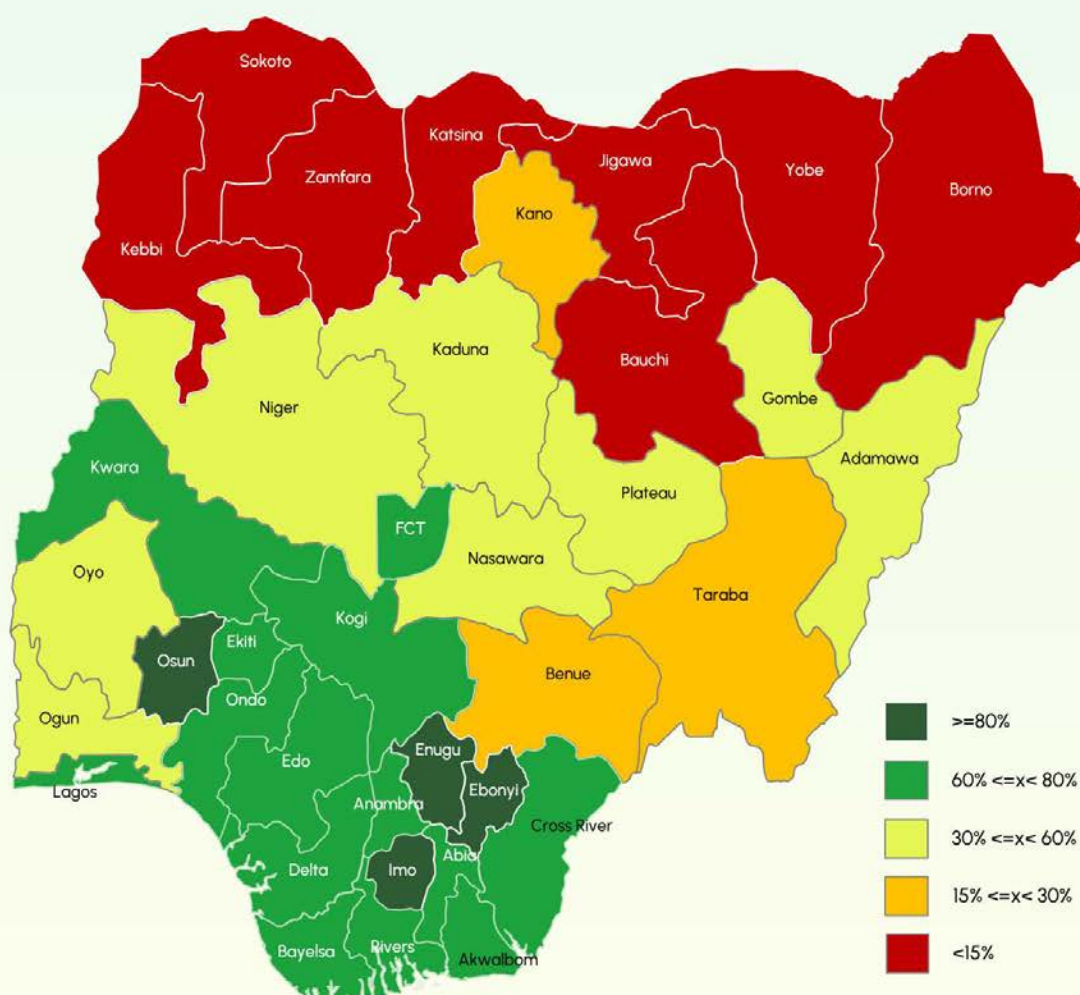 Sokoto
Katsina
Jigawa
Zamfara
Yobe
Borno
Kano
Kebbi
Kaduna
Bauchi
Gombe
Niger
Adamawa
Kwara
Plateau
FCT
Nasawara
Oyo
Taraba
Kogi
Ekiti
Osun
Benue
Ondo
Ogun
>=80%
Enugu
Edo
60% <=x< 80%
Ebonyi
Lagos
Anambra
Cross River
30% <=x< 60%
Abia
Delta
Imo
15% <=x< 30%
Rivers
Bayelsa
<15%
Akwalbom